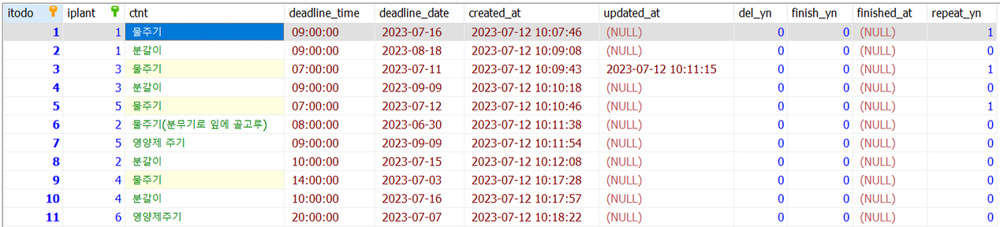 itodo iplant ctnt deadline_time deadline_date created_at updated_at del_yn finish_yn finished_at repeat_yn
1 1 물주기 09:00:00 2023-07-16 2023-07-12 10:07:46 (NULL) 0 0 (NULL) 1
2 1 분갈이 09:00:00 2023-08-18 2023-07-12 10:09:08 (NULL) 0 0 (NULL) 0
3 3 물주기 07:00:00 2023-07-11 2023-07-12 10:09:43 2023-07-12 10:11:15 0 0 (NULL) 1
4 3 분갈이 09:00:00 2023-09-09 2023-07-12 10:10:18 (NULL) 0 0 (NULL) 0
5 5 물주기 07:00:00 2023-07-12 2023-07-12 10:10:46 (NULL) 0 0 (NULL) 1
6 2 물주기(분무기로 잎에 골고루) 08:00:00 2023-06-30 2023-07-12 10:11:38 (NULL) 0 0 (NULL) 0
7 5 영양제 주기 09:00:00 2023-09-09 2023-07-12 10:11:54 (NULL) 0 0 (NULL) 0
8 2 분갈이 10:00:00 2023-07-15 2023-07-12 10:12:08 (NULL) 0 0 (NULL) 0
9 4 물주기 14:00:00 2023-07-03 2023-07-12 10:17:28 (NULL) 0 0 (NULL) 0
10 4 분갈이 10:00:00 2023-07-16 2023-07-12 10:17:57 (NULL) 0 0 (NULL) 0
11 6 영양제주기 20:00:00 2023-07-07 2023-07-12 10:18:22 (NULL) 0 0 (NULL) 0